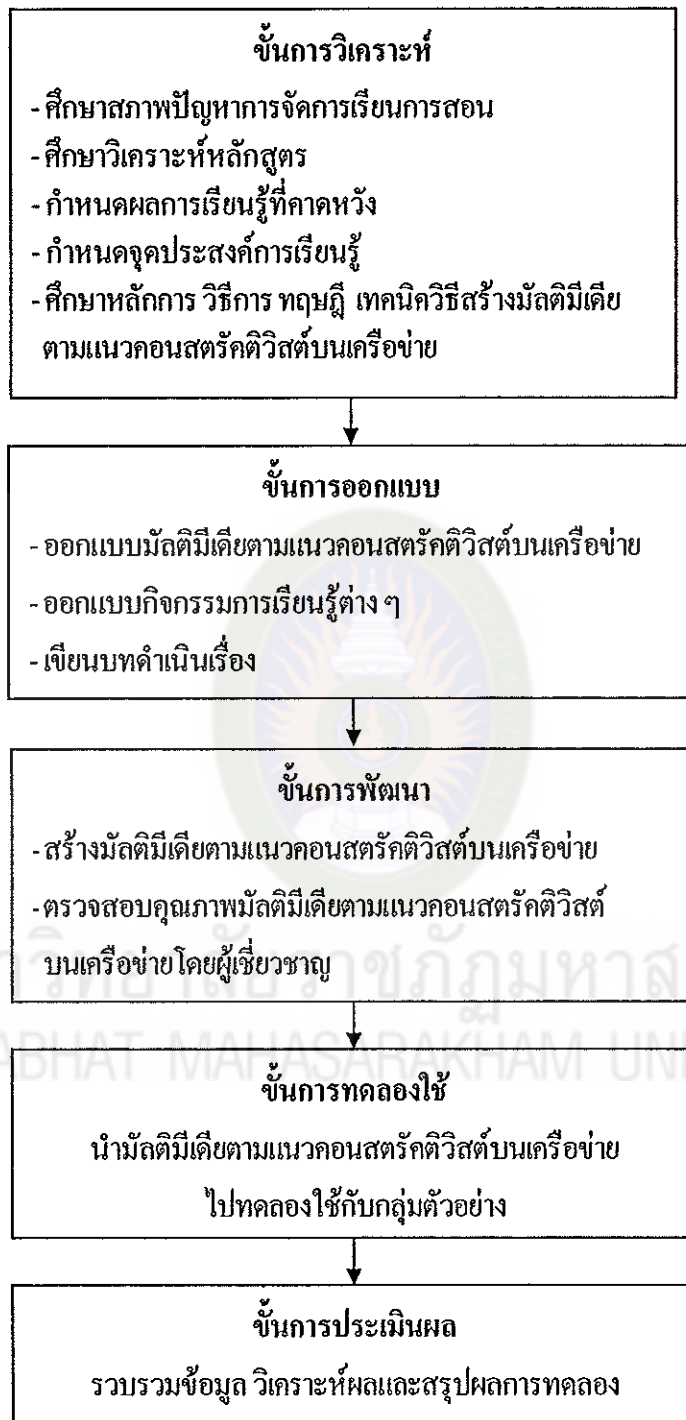 ขั้นการวิเคราะห์
- ศึกษาสภาพปัญหาการจัดการเรียนการสอน
- ศึกษาวิเคราะห์หลักสูตร
- กำหนดผลการเรียนรู้ที่คาดหวัง
- กำหนดจุดประสงค์การเรียนรู้
- ศึกษาหลักการ วิธีการ ทฤษฎี เทคนิควิธีสร้างมัลติมีเดีย
ตามแนวคอนสตรัคติวิสต์บนเครือข่าย
ขั้นการออกแบบ
- ออกแบบมัลติมีเดียตามแนวคอนสตรัคติวิสต์บนเครือข่าย
- ออกแบบกิจกรรมการเรียนรู้ต่าง ๆ
- เขียนบทดำเนินเรื่อง
ขั้นการพัฒนา
- สร้างมัลติมีเดียตามแนวคอนสตรัคติวิสต์บนเครือข่าย
- ตรวจสอบคุณภาพมัลติมีเดียตามแนวคอนสตรัคติวิสต์
บนเครือข่ายโดยผู้เชี่ยวชาญ
าวิทยาลัยราชภัฏมหาส
ABHAT MAHASARAKHAM UNI
ขั้นการทดลองใช้
นำมัลติมีเดียตามแนวคอนสตรัคติวิสต์บนเครือข่าย
ไปทดลองใช้กับกลุ่มตัวอย่าง
ขั้นการประเมินผล
รวบรวมข้อมูล วิเคราะห์ผลและสรุปผลการทดลอง